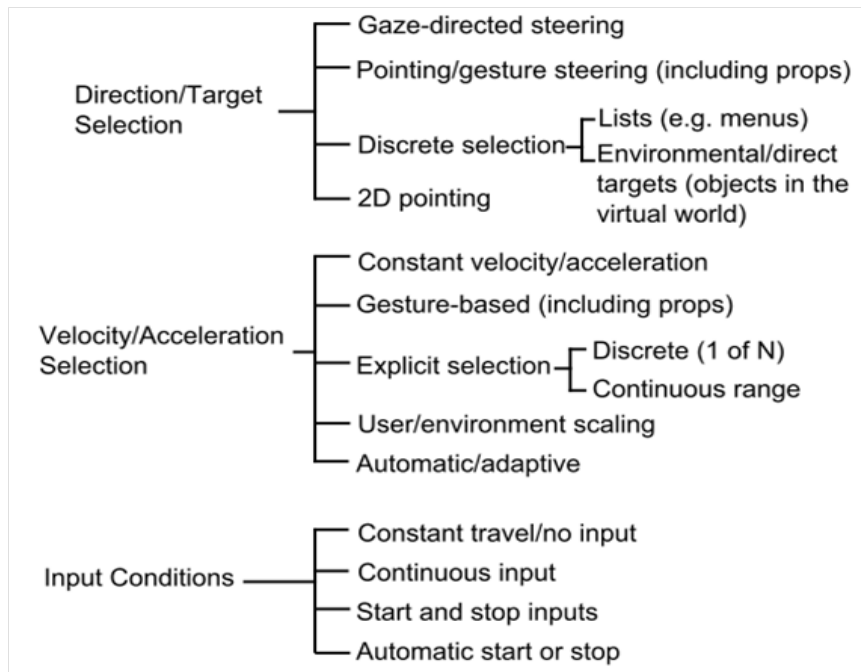 Gaze-directed steering
Pointing/gesture steering (including props)
Direction/Target
Selection
Discrete selection
Lists (e.g. menus)
Environmental/direct
targets (objects in the
virtual world)
2D pointing
Constant velocity/acceleration
Gesture-based (including props)
Velocity/Acceleration
Selection
Explicit selection
Discrete (1 of N)
Continuous range
User/environment scaling
Automatic/adaptive
Constant travel/no input
Input Conditions
Continuous input
Start and stop inputs
Automatic start or stop